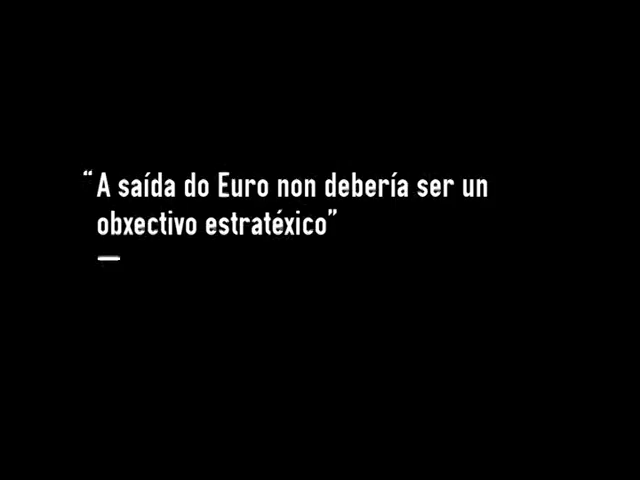 “A saída do Euro non debería ser un
obxectivo estratéxico”